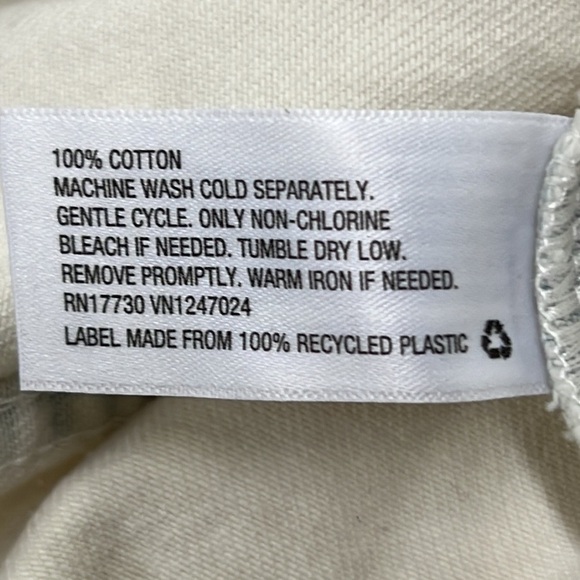 100% COTTON
MACHINE WASH COLD SEPARATELY.
GENTLE CYCLE. ONLY NON-CHLORINE
BLEACH IF NEEDED. TUMBLE DRY LOW.
REMOVE PROMPTLY. WARM IRON IF NEEDED.
RN17730 VN1247024
LABEL MADE FROM 100% RECYCLED PLASTIC